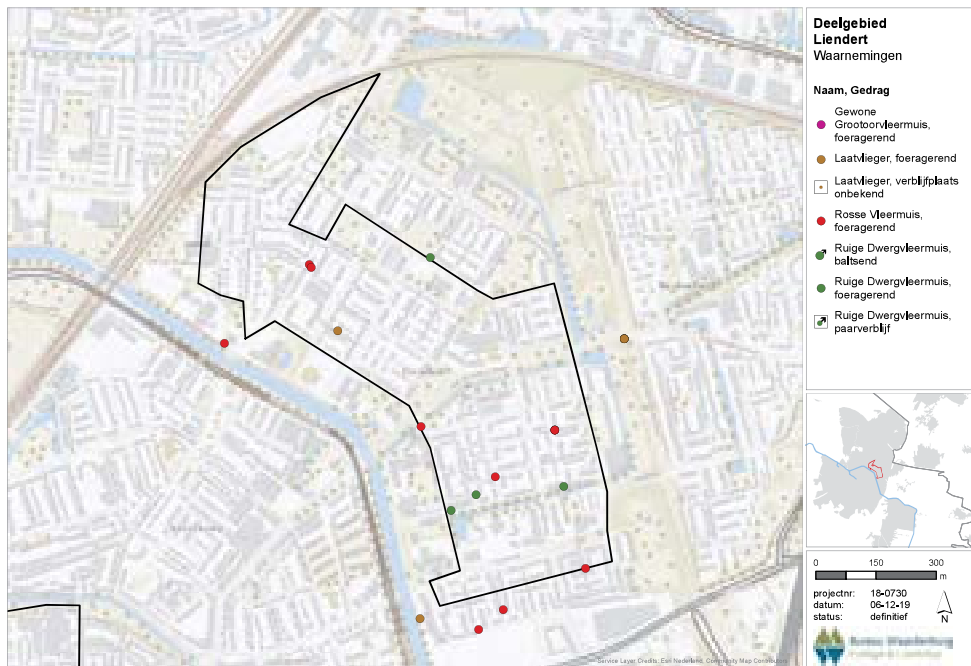 Deelgebied
Liendert
Waarnemingen
Naam, Gedrag
Gewone
Grootoorvleermuis,
foeragerend
Laatvlieger, foeragerend
Laatvlieger, verblijfplaats
onbekend
Rosse Vleermuis,
foeragerend
Ruige Dwergvleermuis,
baltsend
Ruige Dwergvleermuis,
foeragerend
Ruige Dwergvleermuis,
paarverblijf
0 150 300
m
projectnr: 18-0730
datum: 06-12-19
status: definitief
N
Service Layer Credits: Esri Nederland, Community Map Contributors